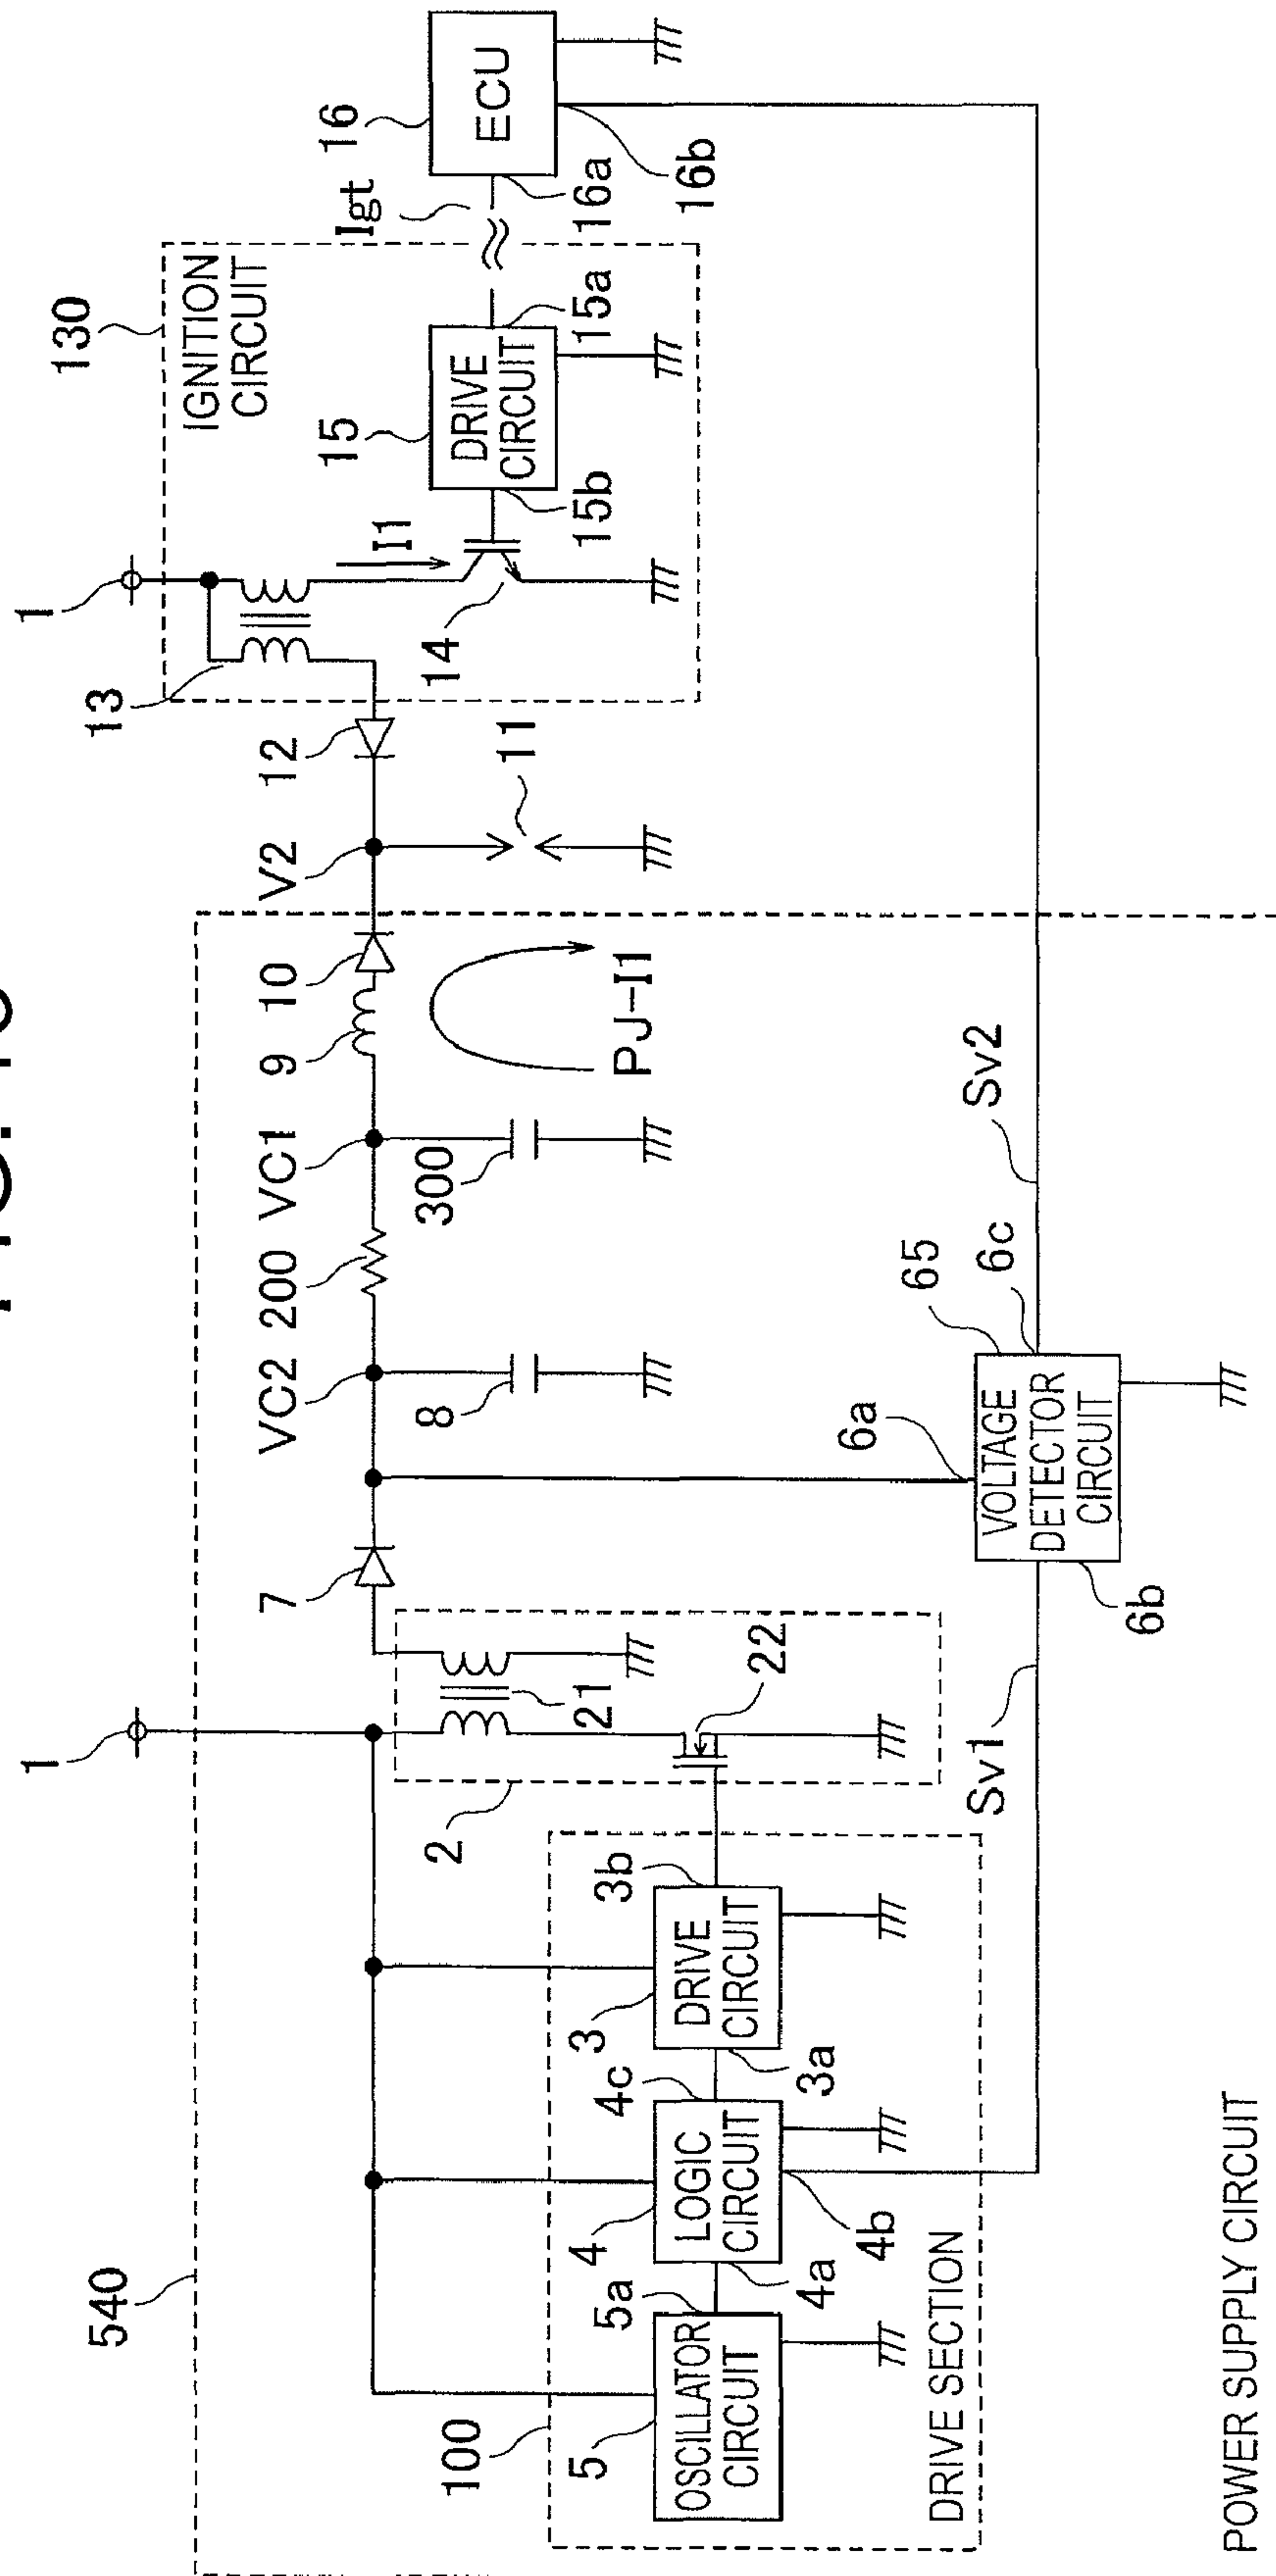 540
1
7
VC2
200
VC1
9
10
V2
12
13
1
130
IGNITION
CIRCUIT
I1
14
15
DRIVE
CIRCUIT
15b
15a
Igt
16
ECU
16a
16b
11
PJ-I1
300
8
21
22
2
100
5
OSCILLATOR
CIRCUIT
5a
4a
4
LOGIC
CIRCUIT
4b
4c
3
DRIVE
CIRCUIT
3a
3b
DRIVE SECTION
Sv1
6b
6a
VOLTAGE
DETECTOR
CIRCUIT
65
6c
Sv2
POWER SUPPLY CIRCUIT